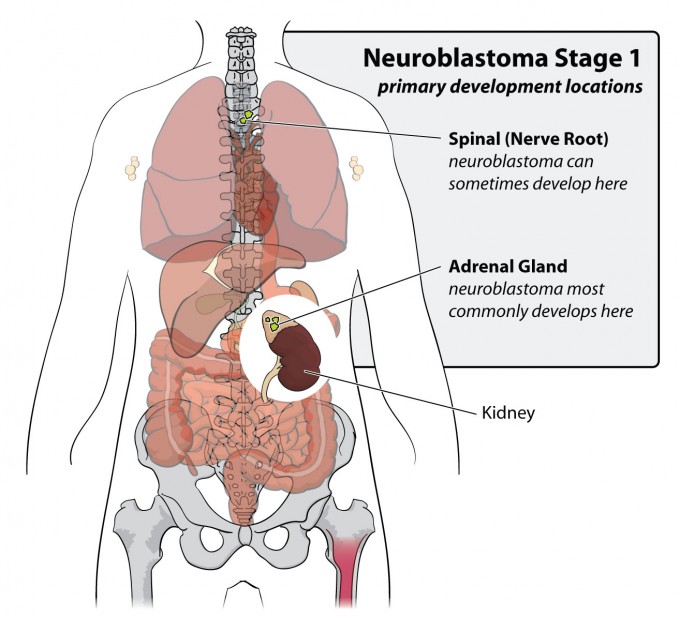 Neuroblastoma Stage 1
primary development locations
Spinal (Nerve Root)
neuroblastoma can
sometimes develop here
Adrenal Gland
neuroblastoma most
commonly develops here
Kidney